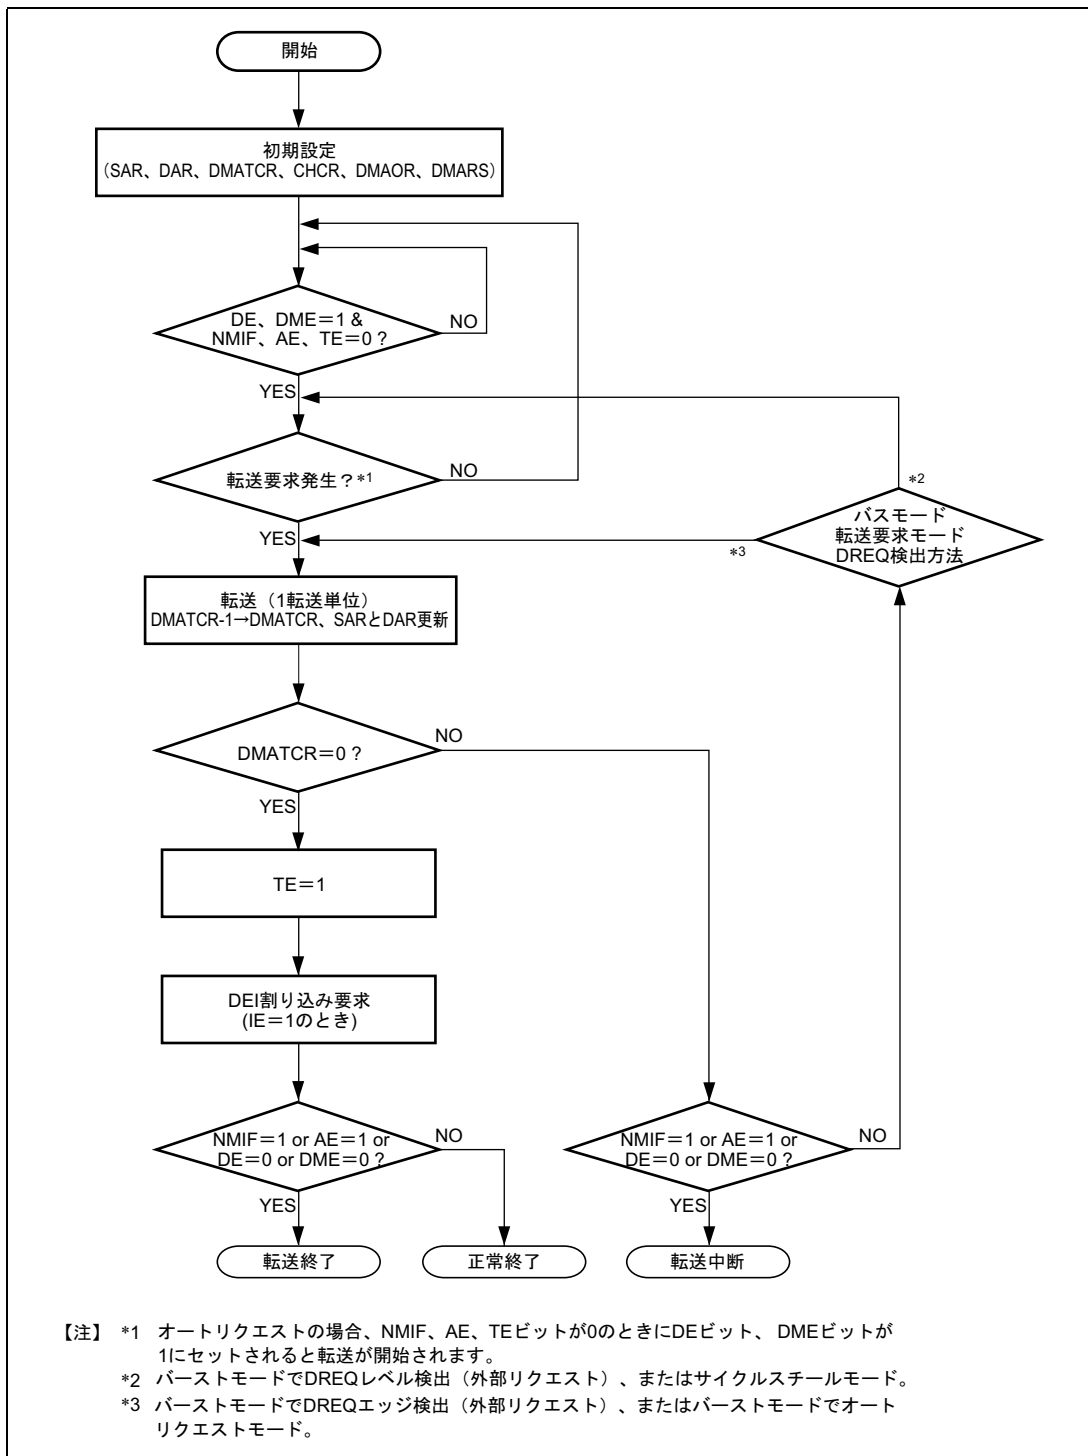 開始
初期設定
（SAR、DAR、DMATCR、CHCR、DMAOR、DMARS）
DE、DME＝1 &
NMIF、AE、TE＝0 ?
NO
YES
転送要求発生？*1
NO
*2
バスモード
転送要求モード
DREQ検出方法
YES
*3
転送（1転送単位）
DMATCR-1→DMATCR、SARとDAR更新
DMATCR＝0 ?
NO
YES
TE＝1
DEI割り込み要求
(IE＝1のとき)
NMIF＝1 or AE＝1 or
DE＝0 or DME＝0 ?
NO
NMIF＝1 or AE＝1 or
DE＝0 or DME＝0 ?
NO
YES
YES
転送終了
正常終了
転送中断
【注】 *1 オートリクエストの場合、NMIF、AE、TEビットが0のときにDEビット、 DMEビットが
1にセットされると転送が開始されます。
*2 バーストモードでDREQレベル検出（外部リクエスト）、またはサイクルスチールモード。
*3 バーストモードでDREQエッジ検出（外部リクエスト）、またはバーストモードでオート
リクエストモード。